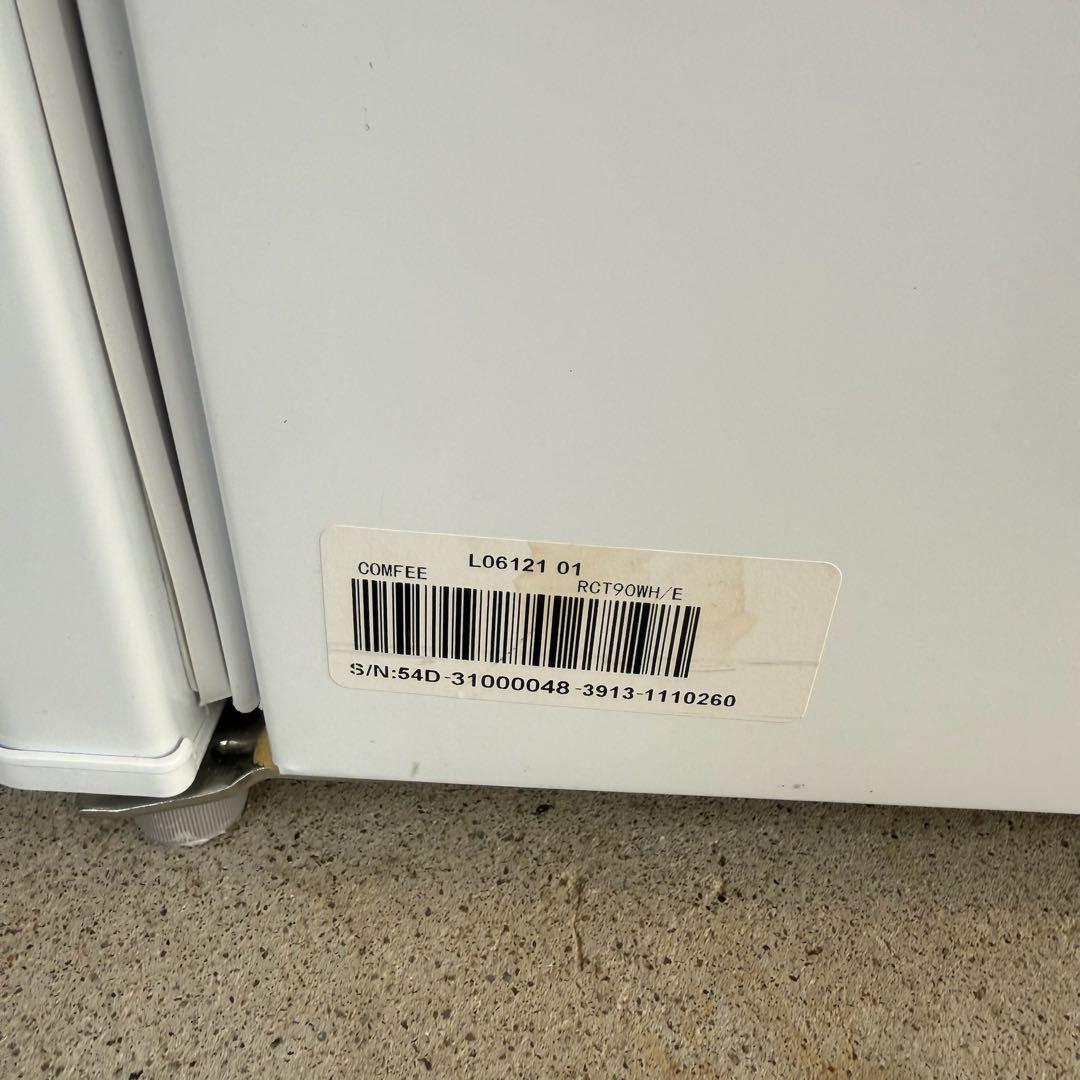 L06121 01
COMFEE
RCT90WH/E
S/N:54D-31000048-3913-1110260